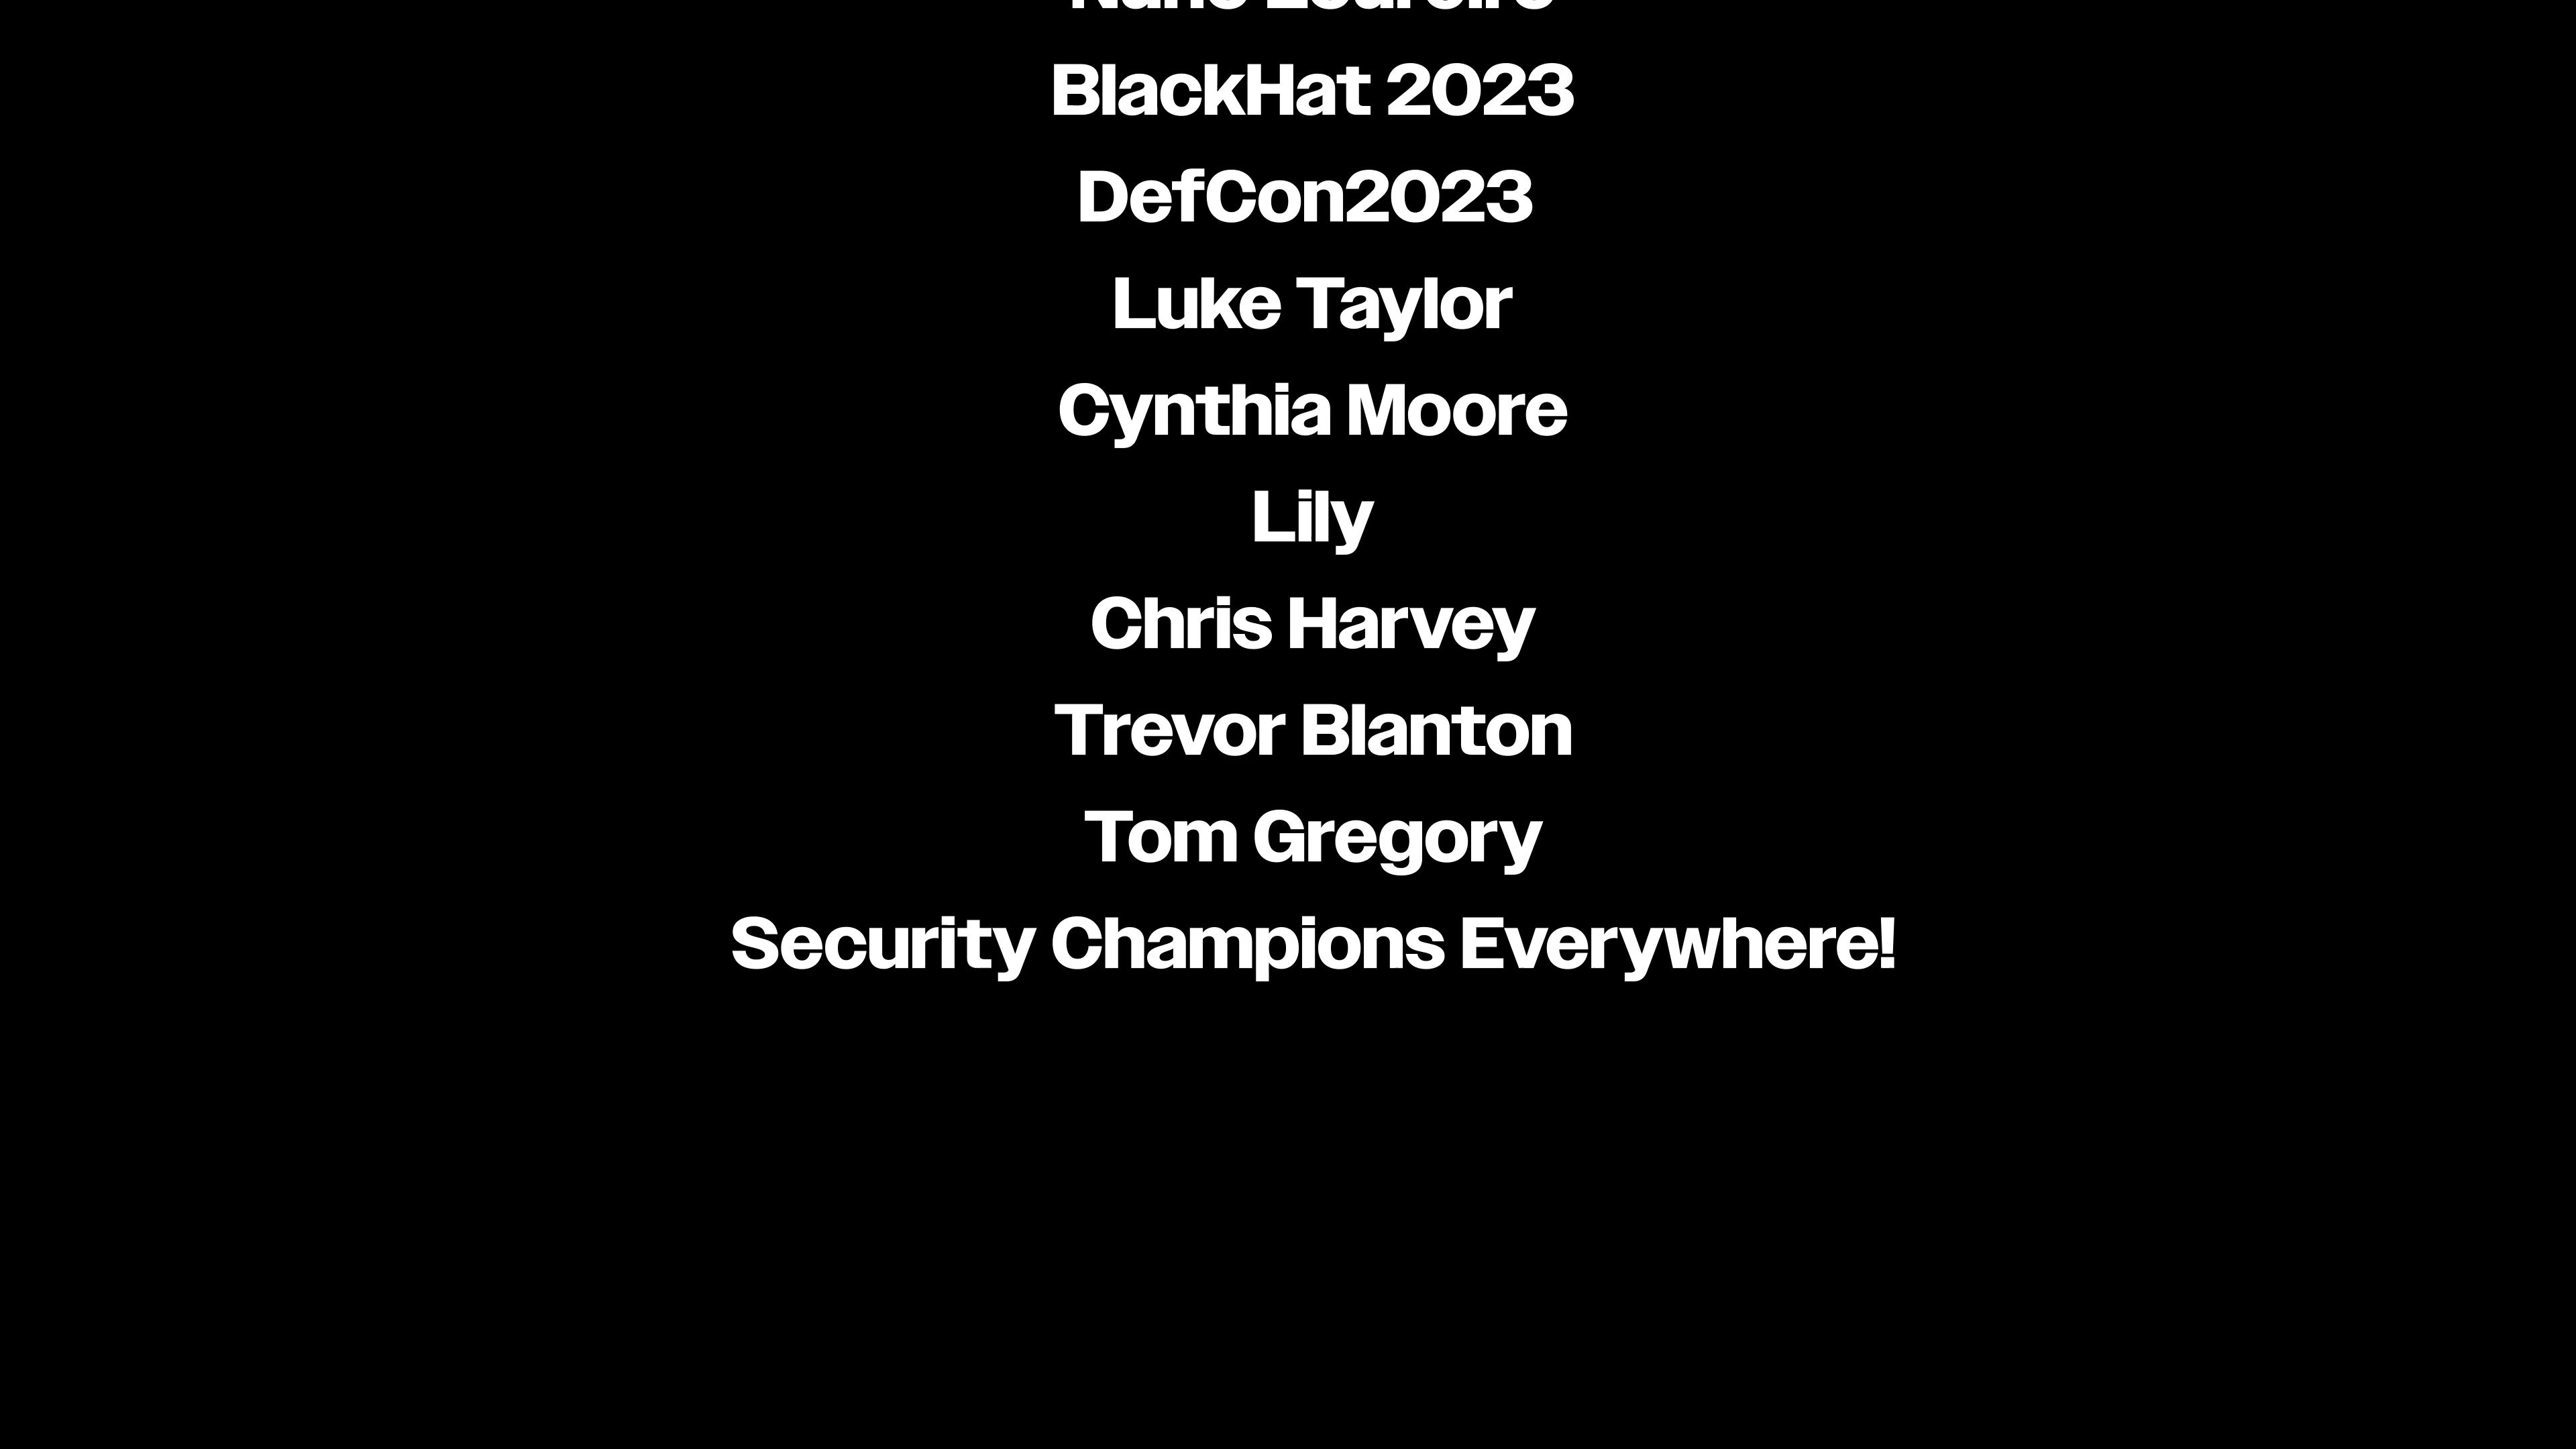 BlackHat 2023
DefCon2023
Luke Taylor
Cynthia Moore
Lily
Chris Harvey
Trevor Blanton
Tom Gregory
Security Champions Everywhere!